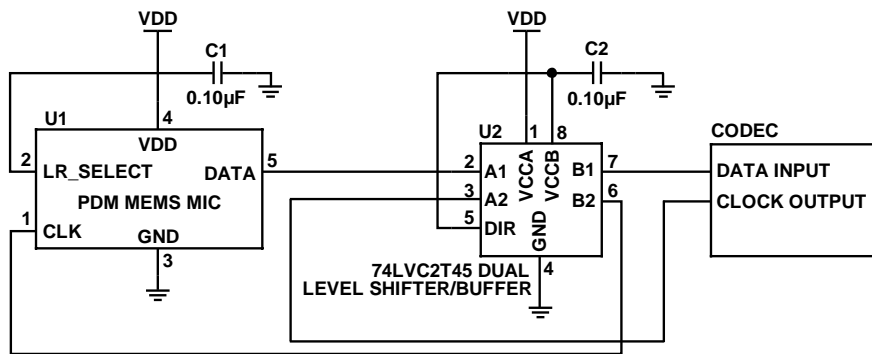 VDD
C1
0.10µF
U1
4
VDD
2
LR_SELECT
DATA
5
PDM MEMS MIC
1
CLK
GND
3
VDD
C2
0.10µF
U2
1
8
VCCA
VCCB
2
A1
B1
7
3
A2
B2
6
5
DIR
GND
4
74LVC2T45 DUAL
LEVEL SHIFTER/BUFFER
CODEC
DATA INPUT
CLOCK OUTPUT